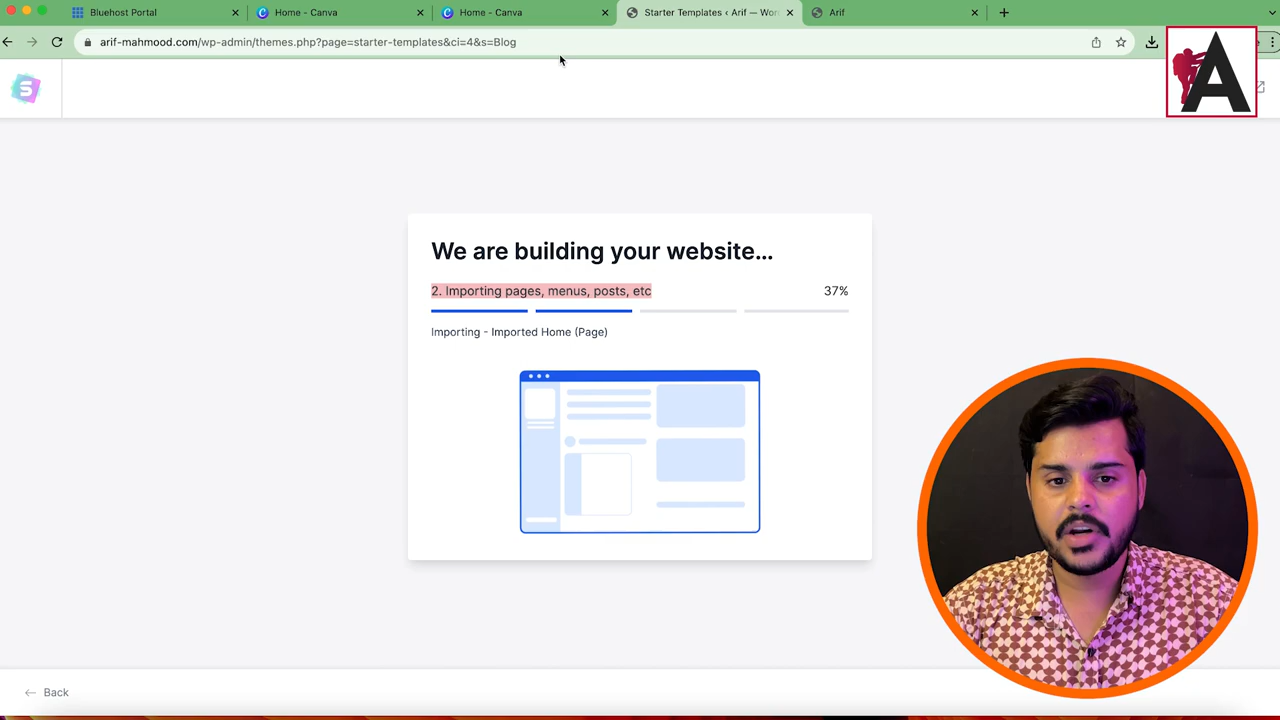 Bluehost Portal
Home - Canva
Home - Canva
Starter Templates ‹ Arif — Wor
Arif
arif-mahmood.com/wp-admin/themes.php?page=starter-templates&ci=4&s=Blog
S
A
We are building your website...
2. Importing pages, menus, posts, etc
37%
Importing - Imported Home (Page)
Back